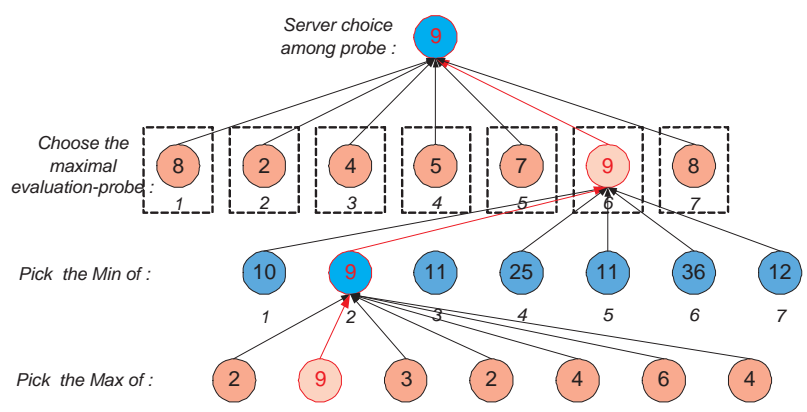 Server choice
among probe :
9
Choose the
maximal
evaluation-probe :
8 2 4 5 7 9 8
1 2 3 4 5 6 7
Pick the Min of :
10 9 11 25 11 36 12
1 2 3 4 5 6 7
Pick the Max of :
2 9 3 2 4 6 4